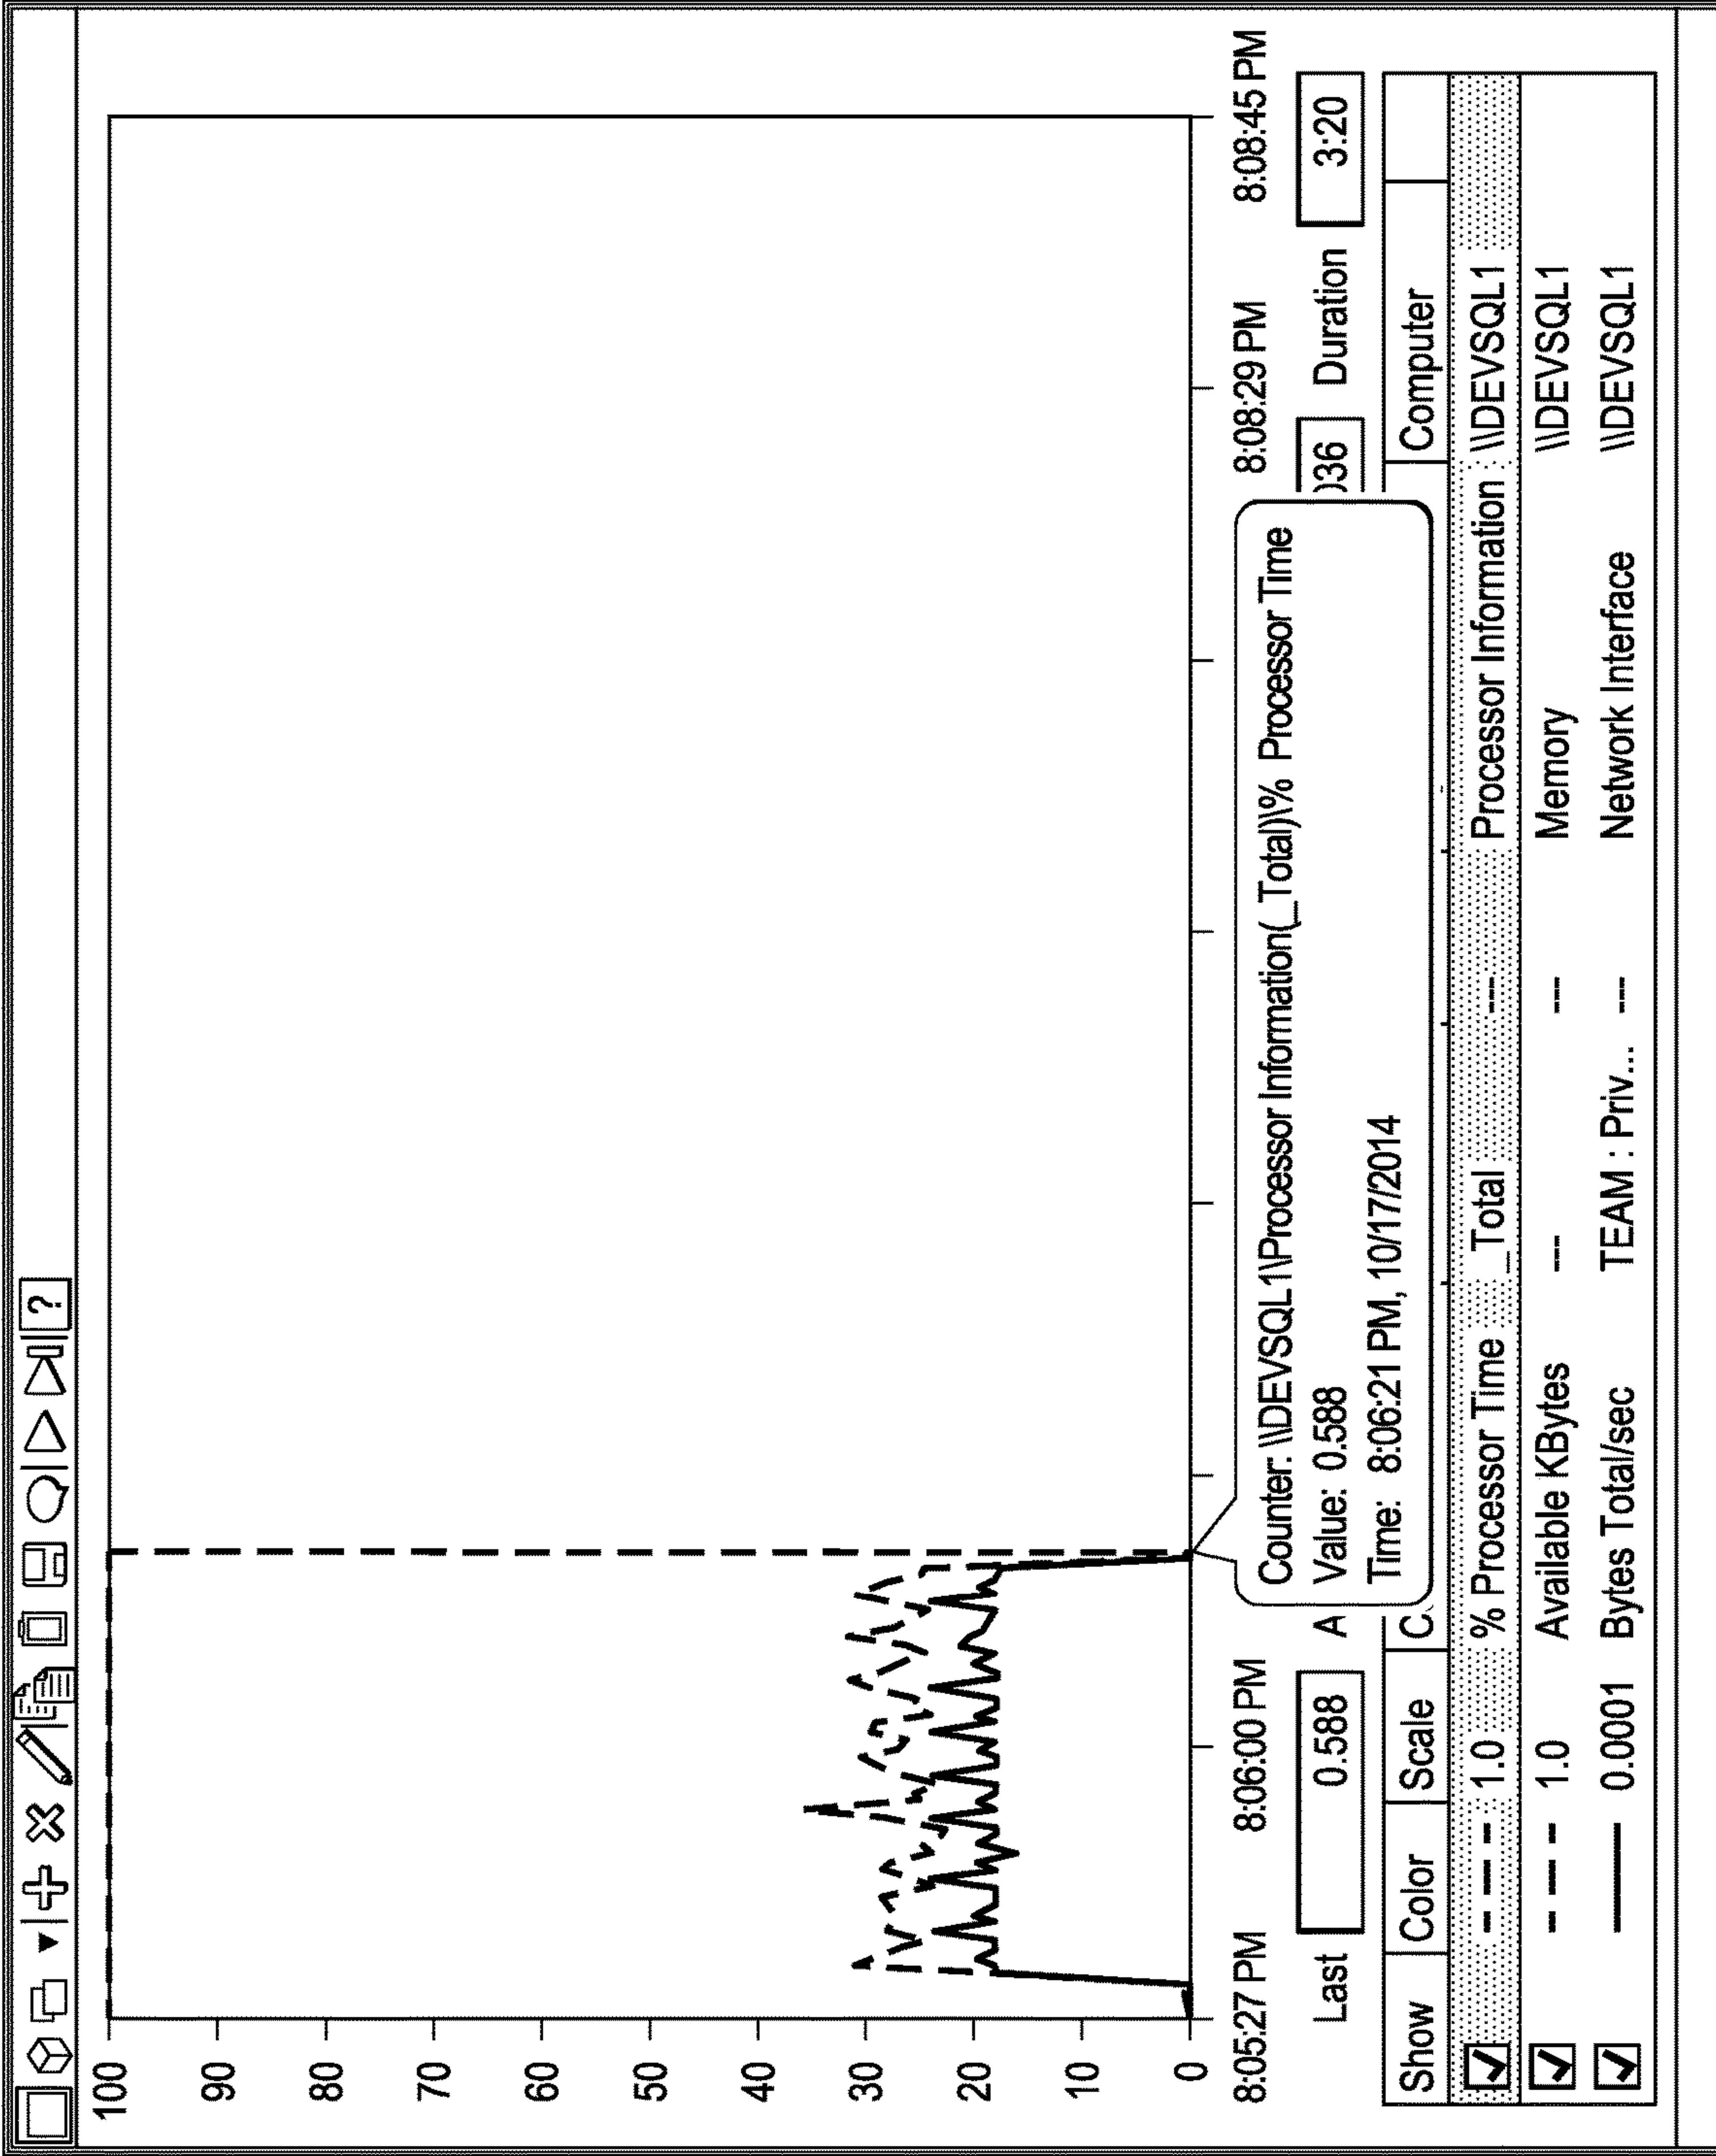 ?
100
90
80
70
60
50
40
30
20
10
0
8:05:27 PM 8:06:00 PM 8:08:29 PM 8:08:45 PM
Counter: \\DEVSQL1\Processor Information(_Total)\% Processor Time
Value: 0.588
Time: 8:06:21 PM, 10/17/2014
Last 0.588 A 036 Duration 3:20
Show Color Scale C Computer
1.0 % Processor Time _Total --- Processor Information \\DEVSQL1
1.0 Available KBytes --- --- Memory \\DEVSQL1
0.0001 Bytes Total/sec TEAM : Priv... --- Network Interface \\DEVSQL1